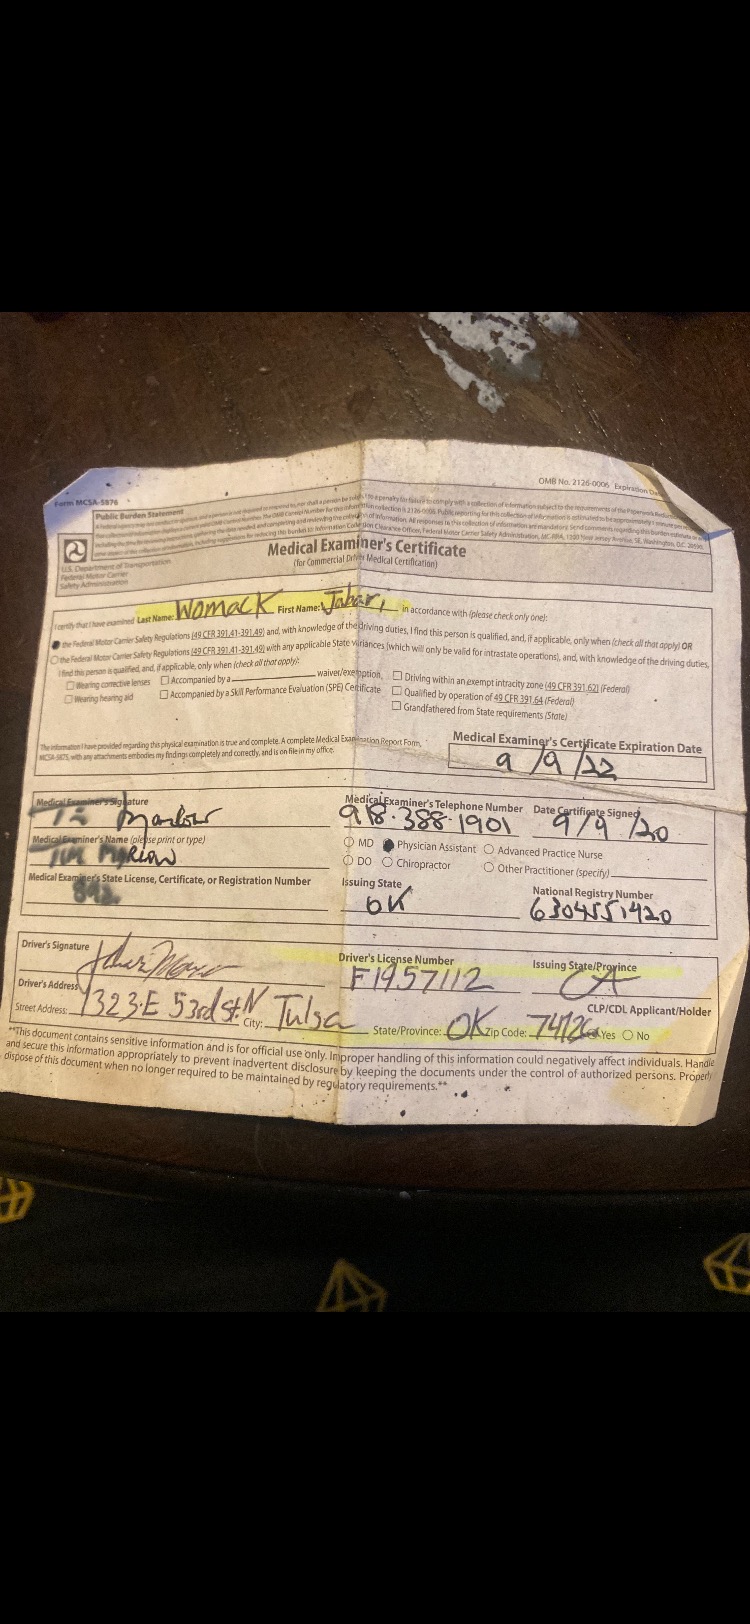 Form MCSA-5876
OMB No. 2126-0006 Expiration
Public Burden Statement
U.S. Department of Transportation
Federal Motor Carrier
Safety Administration
Medical Examiner's Certificate
(for Commercial Driver Medical Certification)
I certify that I have examined Last Name: WOMACK First Name: Jabari in accordance with (please check only one):
the Federal Motor Carrier Safety Regulations (49 CFR 391.41-391.49) and, with knowledge of the driving duties, I find this person is qualified, and, if applicable, only when (check all that apply) OR
the Federal Motor Carrier Safety Regulations (49 CFR 391.41-391.49) with any applicable State variances (which will only be valid for intrastate operations), and, with knowledge of the driving duties,
I find this person is qualified, and, if applicable, only when (check all that apply):
Wearing corrective lenses Accompanied by a waiver/exemption Driving within an exempt intracity zone (49 CFR 391.62) (Federal)
Wearing hearing aid Accompanied by a Skill Performance Evaluation (SPE) Certificate Qualified by operation of 49 CFR 391.64 (Federal)
Grandfathered from State requirements (State)
The information I have provided regarding this physical examination is true and complete. A complete Medical Examination Report Form,
MCSA-5875, with any attachments embodies my findings completely and correctly, and is on file in my office.
Medical Examiner's Certificate Expiration Date
9/9/22
Medical Examiner's Signature
Medical Examiner's Telephone Number
918.388.1901
Date Certificate Signed
9/9/20
Medical Examiner's Name (please print or type)
MD Physician Assistant Advanced Practice Nurse
DO Chiropractor Other Practitioner (specify)
Medical Examiner's State License, Certificate, or Registration Number
Issuing State
OK
National Registry Number
6304551420
Driver's Signature
Driver's License Number
F1957112
Issuing State/Province
CA
Driver's Address
Street Address: 1323 E 53rd St. N City: Tulsa State/Province: OK Zip Code: 74126
CLP/CDL Applicant/Holder
Yes No
**This document contains sensitive information and is for official use only. Improper handling of this information could negatively affect individuals. Handle
and secure this information appropriately to prevent inadvertent disclosure by keeping the documents under the control of authorized persons. Properly
dispose of this document when no longer required to be maintained by regulatory requirements.**